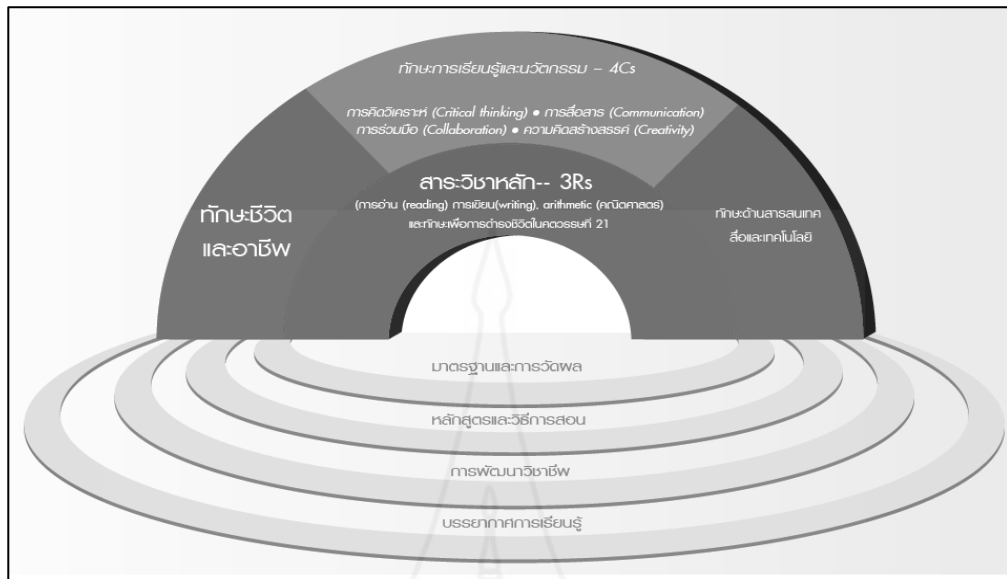 ทักษะการเรียนรู้และนวัตกรรม – 4Cs
การคิดวิเคราะห์ (Critical thinking) ● การสื่อสาร (Communication)
การร่วมมือ (Collaboration) ● ความคิดสร้างสรรค์ (Creativity)
สาระวิชาหลัก-- 3Rs
(การอ่าน (reading) การเขียน(writing), arithmetic (คณิตศาสตร์)
และทักษะเพื่อการดำรงชีวิตในศตวรรษที่ 21
ทักษะชีวิต
และอาชีพ
ทักษะด้านสารสนเทศ
สื่อและเทคโนโลยี
มาตรฐานและการวัดผล
หลักสูตรและวิธีการสอน
การพัฒนาวิชาชีพ
บรรยากาศการเรียนรู้